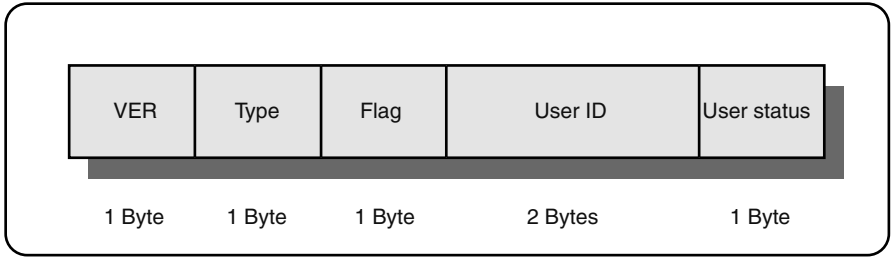 VER Type Flag User ID User status
1 Byte 1 Byte 1 Byte 2 Bytes 1 Byte